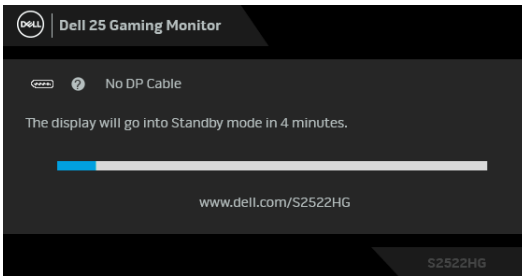 DELL
Dell 25 Gaming Monitor
? No DP Cable
The display will go into Standby mode in 4 minutes.
www.dell.com/S2522HG
S2522HG